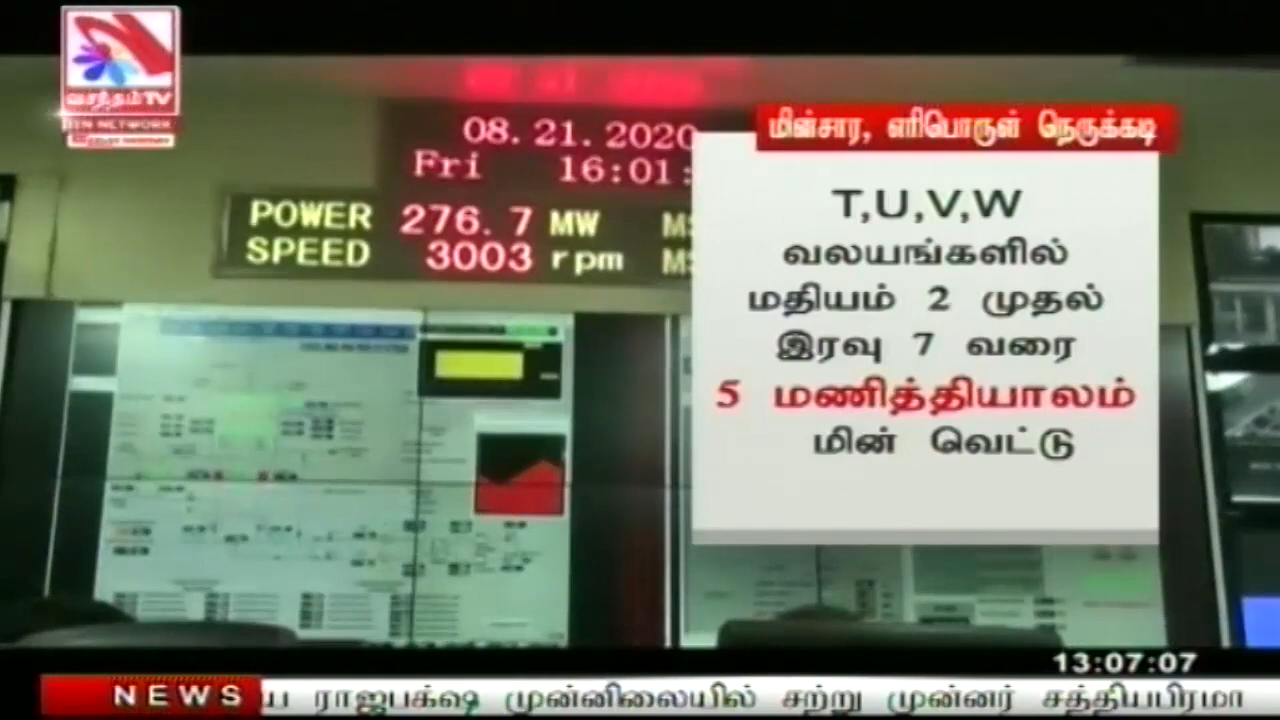 வசந்தம்TV
08.21.2020
Fri 16:01:
POWER 276.7 MW
SPEED 3003 rpm
மின்சார, எரிபொருள் நெருக்கடி
T,U,V,W
வலயங்களில்
மதியம் 2 முதல்
இரவு 7 வரை
5 மணித்தியாலம்
மின் வெட்டு
13:07:07
NEWS ய ராஜபக்ஷ முன்னிலையில் சற்று முன்னர் சத்தியபிரமா